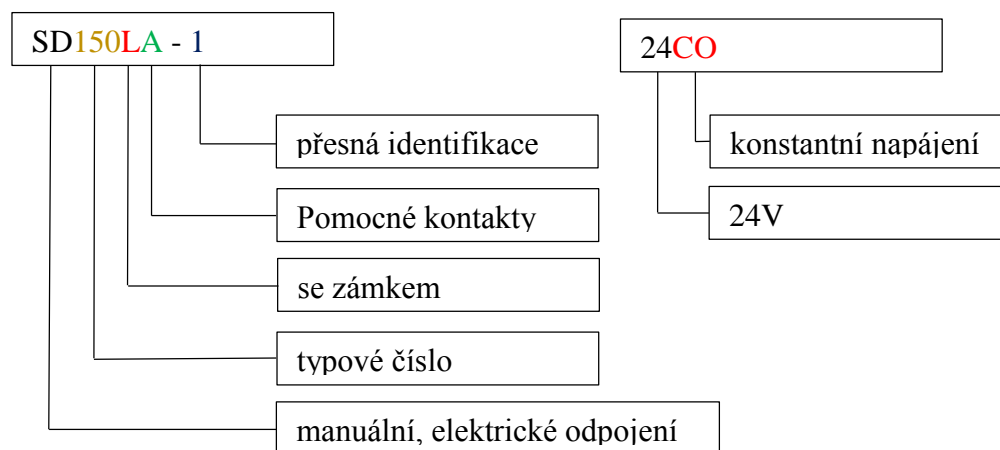 SD150LA - 1
24CO
přesná identifikace
konstantní napájení
Pomocné kontakty
24V
se zámkem
typové číslo
manuální, elektrické odpojení